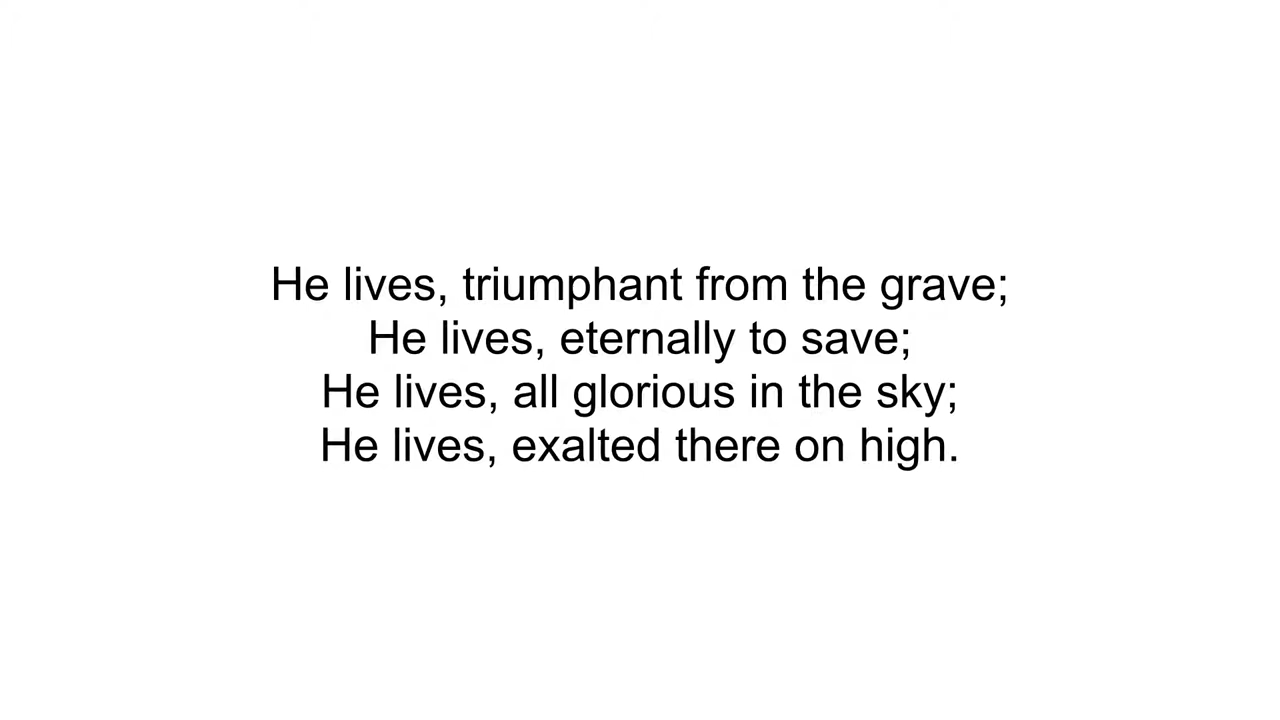 He lives, triumphant from the grave;
He lives, eternally to save;
He lives, all glorious in the sky;
He lives, exalted there on high.